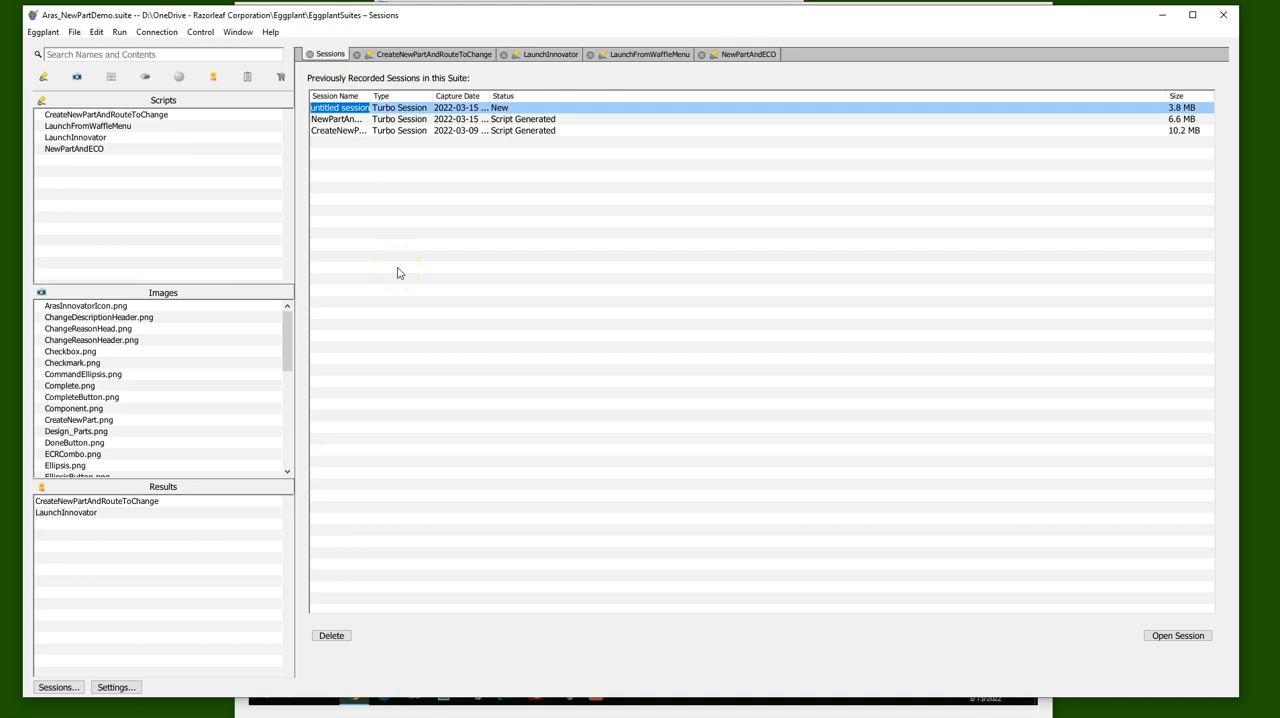 Aras_NewPartDemo.suite -- D:\OneDrive - Razorleaf Corporation\Eggplant\EggplantSuites – Sessions
Eggplant File Edit Run Connection Control Window Help
Search Names and Contents
Scripts
CreateNewPartAndRouteToChange
LaunchFromWaffleMenu
LaunchInnovator
NewPartAndECO
Images
ArasInnovatorIcon.png
ChangeDescriptionHeader.png
ChangeReasonHead.png
ChangeReasonHeader.png
Checkbox.png
Checkmark.png
CommandEllipsis.png
Complete.png
CompleteButton.png
Component.png
CreateNewPart.png
Design_Parts.png
DoneButton.png
ECRCombo.png
Ellipsis.png
EllipsisButton.png
Results
CreateNewPartAndRouteToChange
LaunchInnovator
Sessions... Settings...
Sessions CreateNewPartAndRouteToChange LaunchInnovator LaunchFromWaffleMenu NewPartAndECO
Previously Recorded Sessions in this Suite:
Session Name Type Capture Date Status Size
untitled session Turbo Session 2022-03-15 ... New 3.8 MB
NewPartAn... Turbo Session 2022-03-15 ... Script Generated 6.6 MB
CreateNewP... Turbo Session 2022-03-09 ... Script Generated 10.2 MB
Delete Open Session